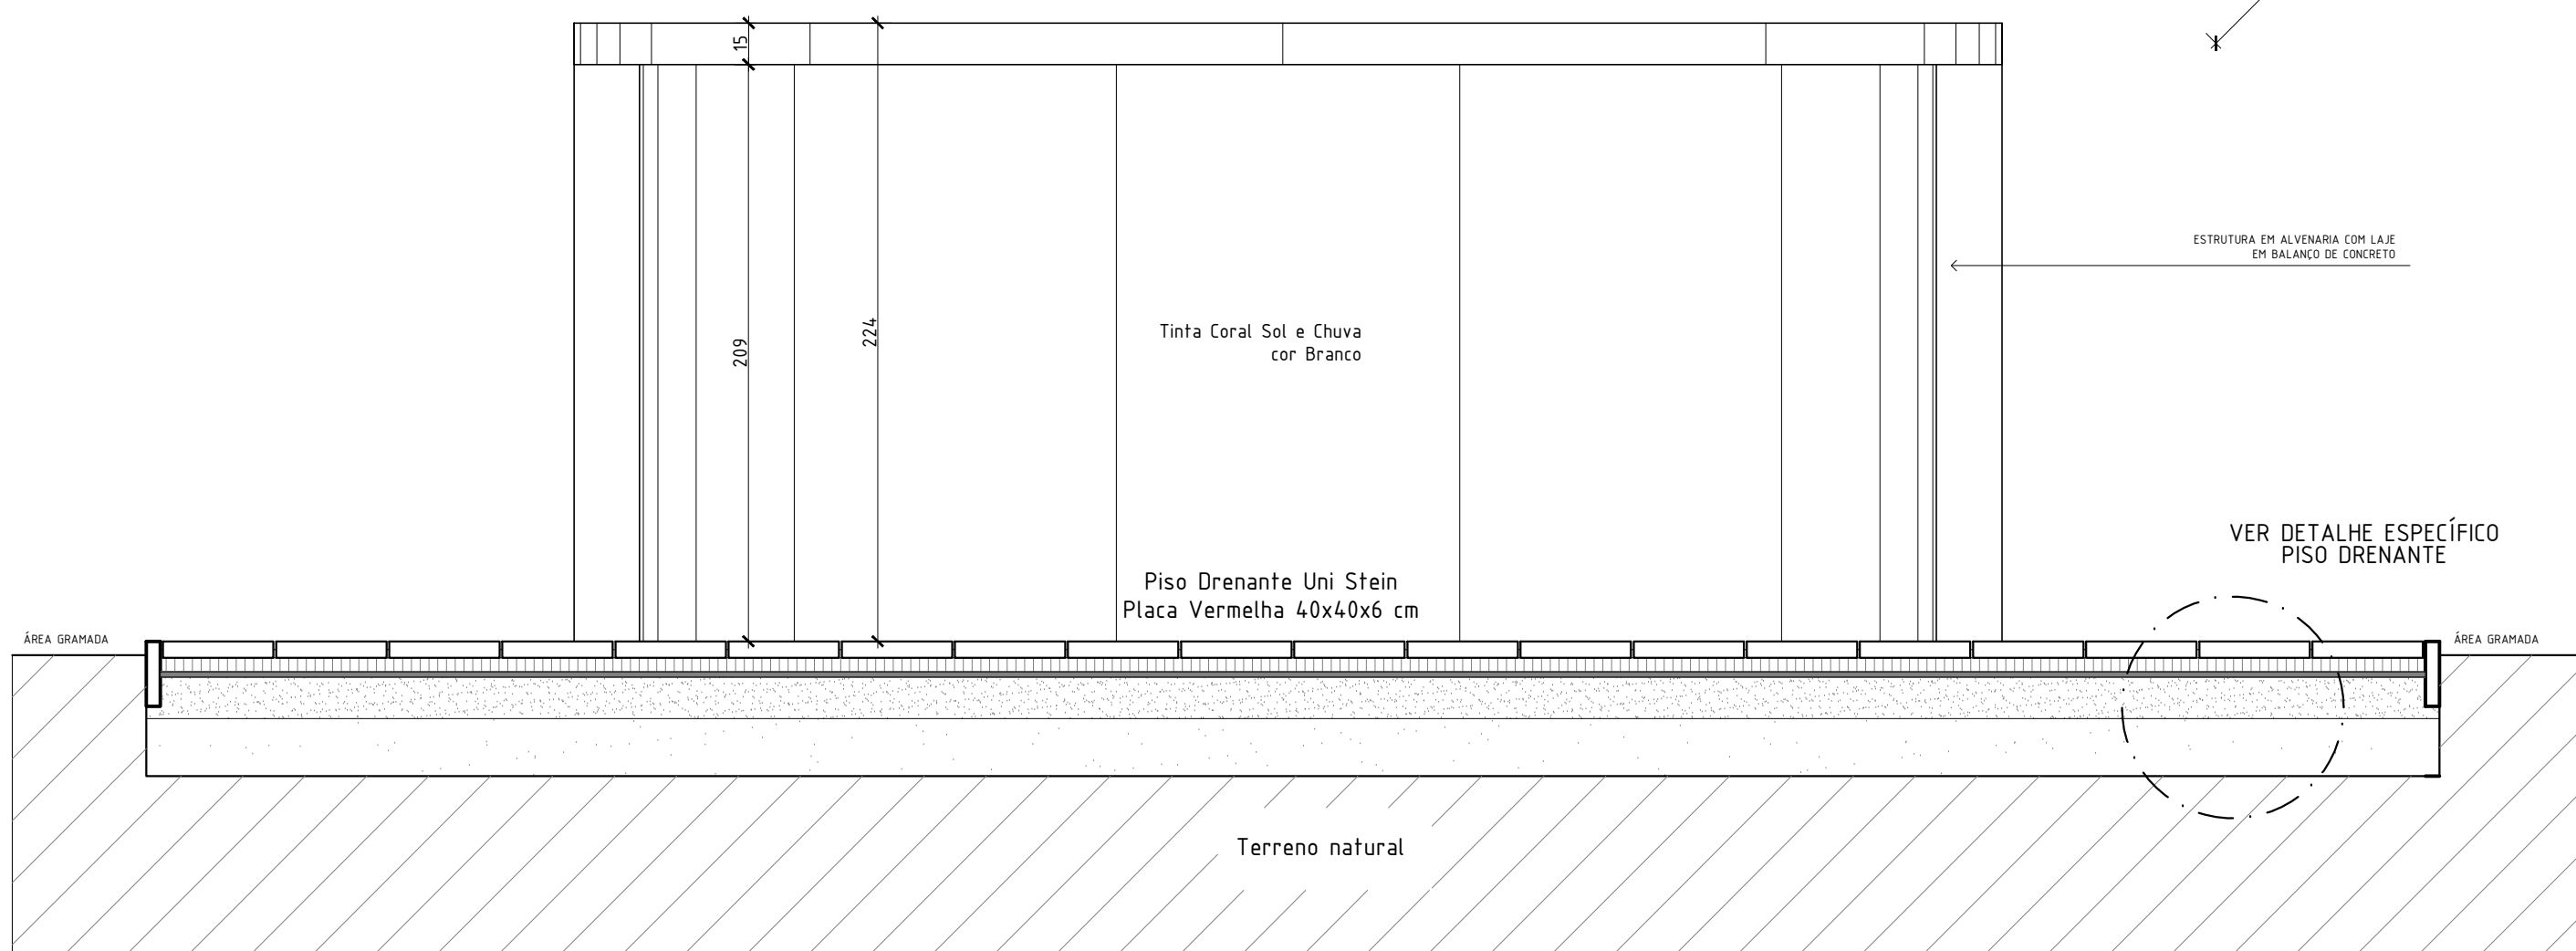 15
209
224
ESTRUTURA EM ALVENARIA COM LAJE
EM BALANÇO DE CONCRETO
Tinta Coral Sol e Chuva
cor Branco
VER DETALHE ESPECÍFICO
PISO DRENANTE
Piso Drenante Uni Stein
Placa Vermelha 40x40x6 cm
ÁREA GRAMADA
ÁREA GRAMADA
Terreno natural